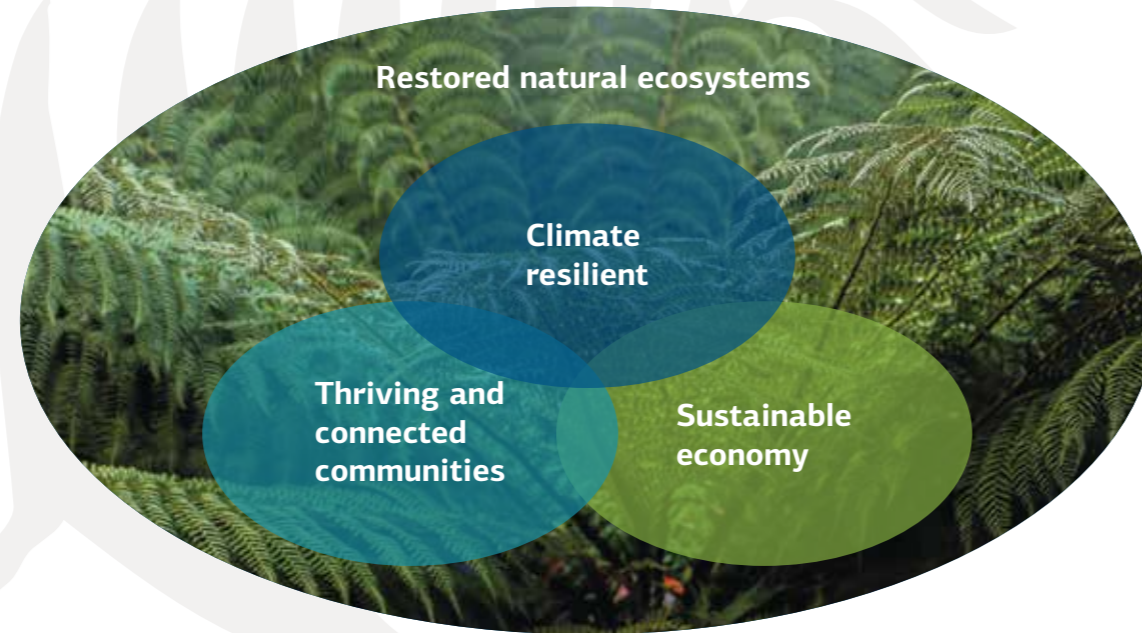 Restored natural ecosystems
Climate
resilient
Thriving and
connected
communities
Sustainable
economy